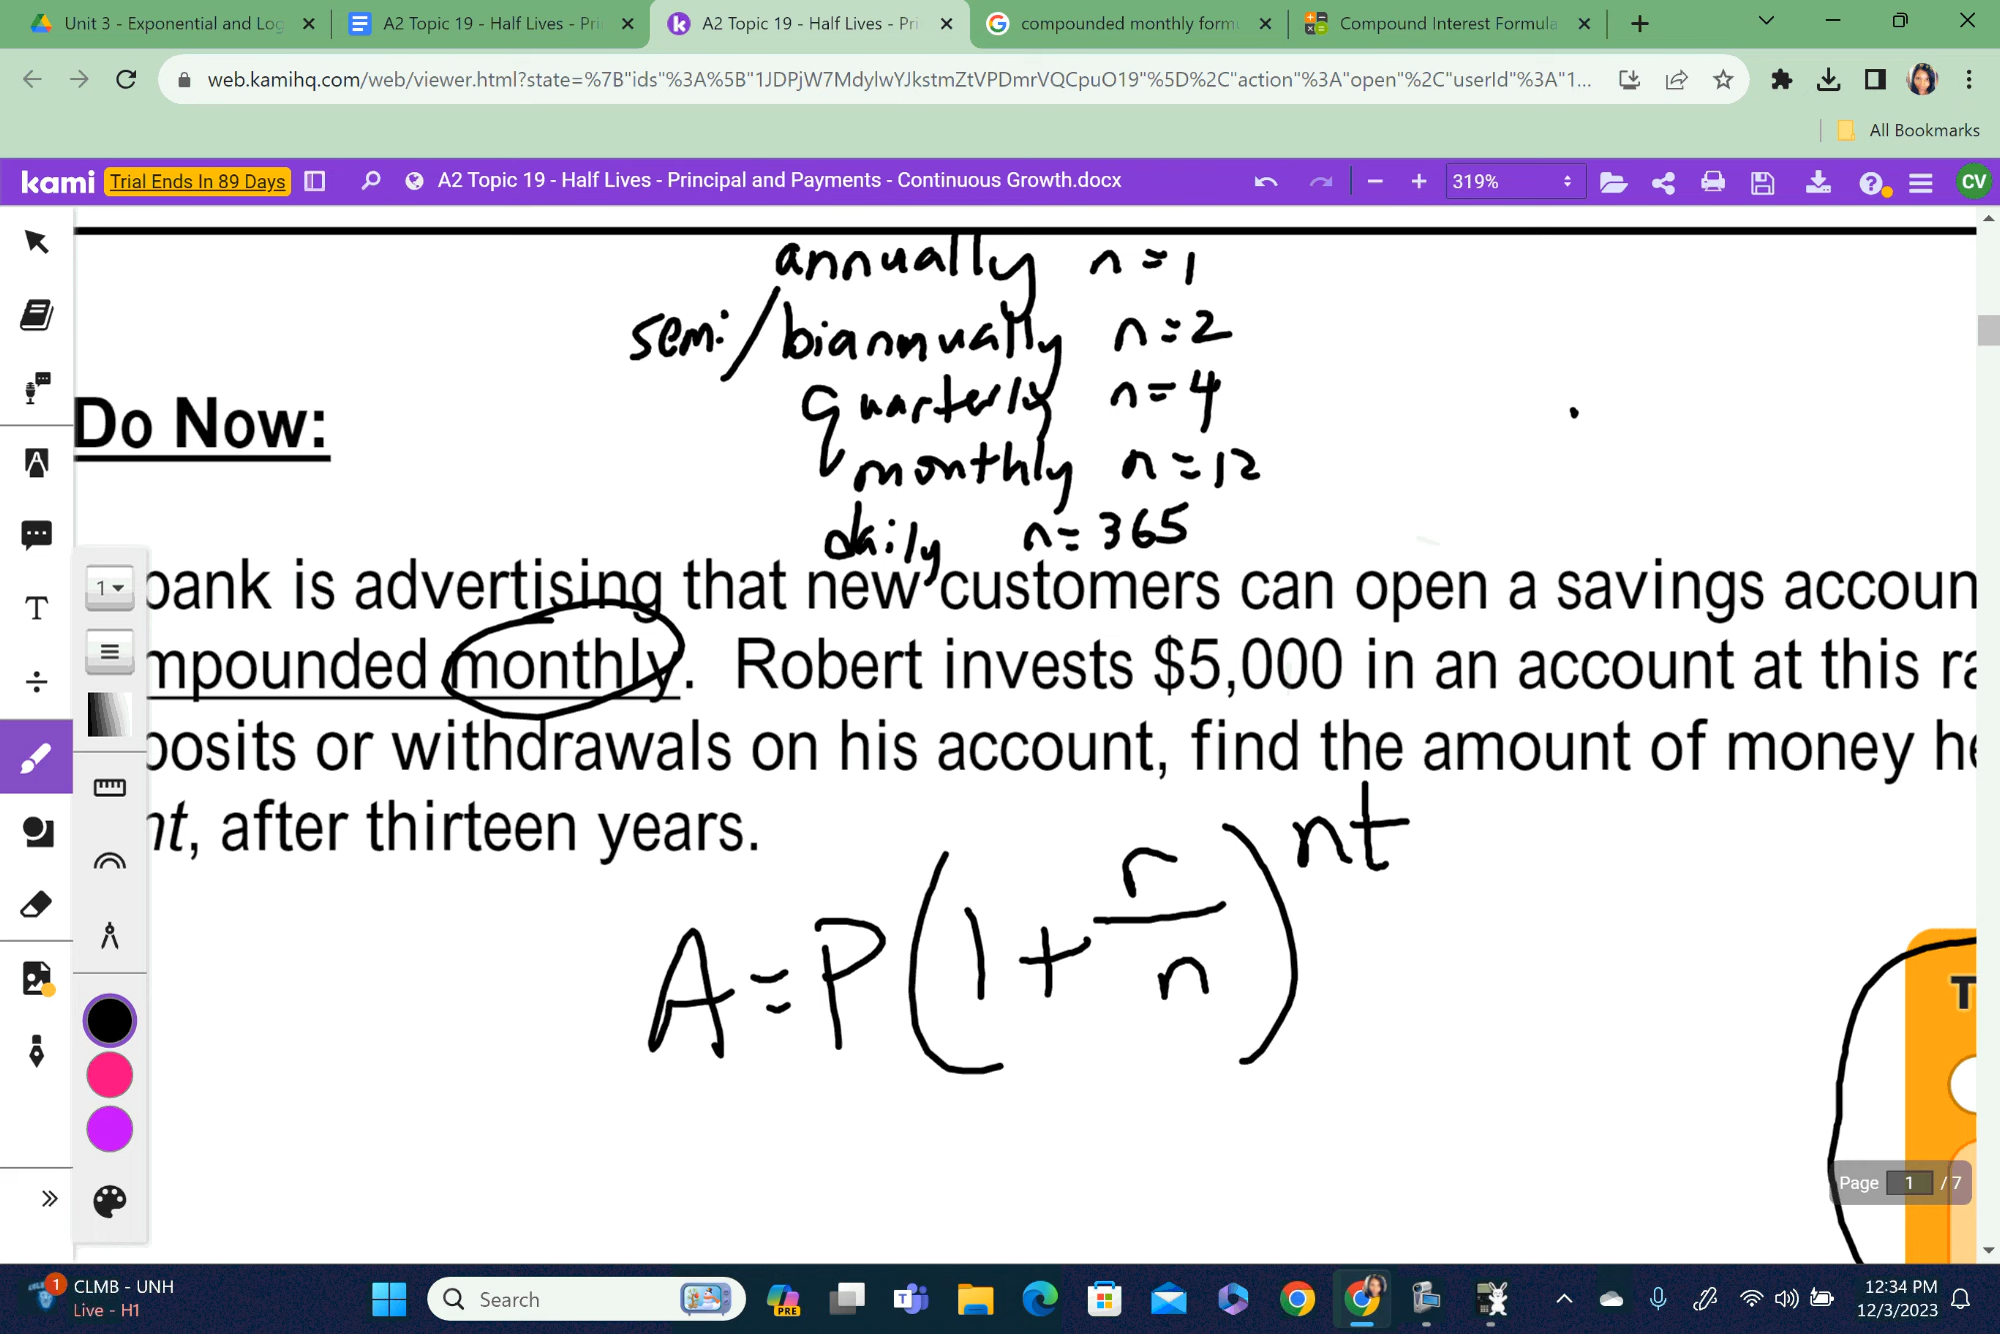 Unit 3 - Exponential and Log
A2 Topic 19 - Half Lives - Pri
A2 Topic 19 - Half Lives - Pri
compounded monthly form
Compound Interest Formula
web.kamihq.com/web/viewer.html?state=%7B"ids"%3A%5B"1JDPjW7MdylwYJkstmZtVPDmrVQCpuO19"%5D%2C"action"%3A"open"%2C"userId"%3A"1...
All Bookmarks
kami Trial Ends In 89 Days A2 Topic 19 - Half Lives - Principal and Payments - Continuous Growth.docx 319% CV
annually n=1
semi/biannually n=2
quarterly n=4
Do Now:
monthly n=12
daily n=365
bank is advertising that new customers can open a savings accoun
mpounded monthly. Robert invests $5,000 in an account at this ra
posits or withdrawals on his account, find the amount of money he
nt, after thirteen years.
A=P(1+r/n)^nt
T
1
Page 1 / 7
CLMB - UNH
Live - H1
1
Search
PRE
12:34 PM
12/3/2023